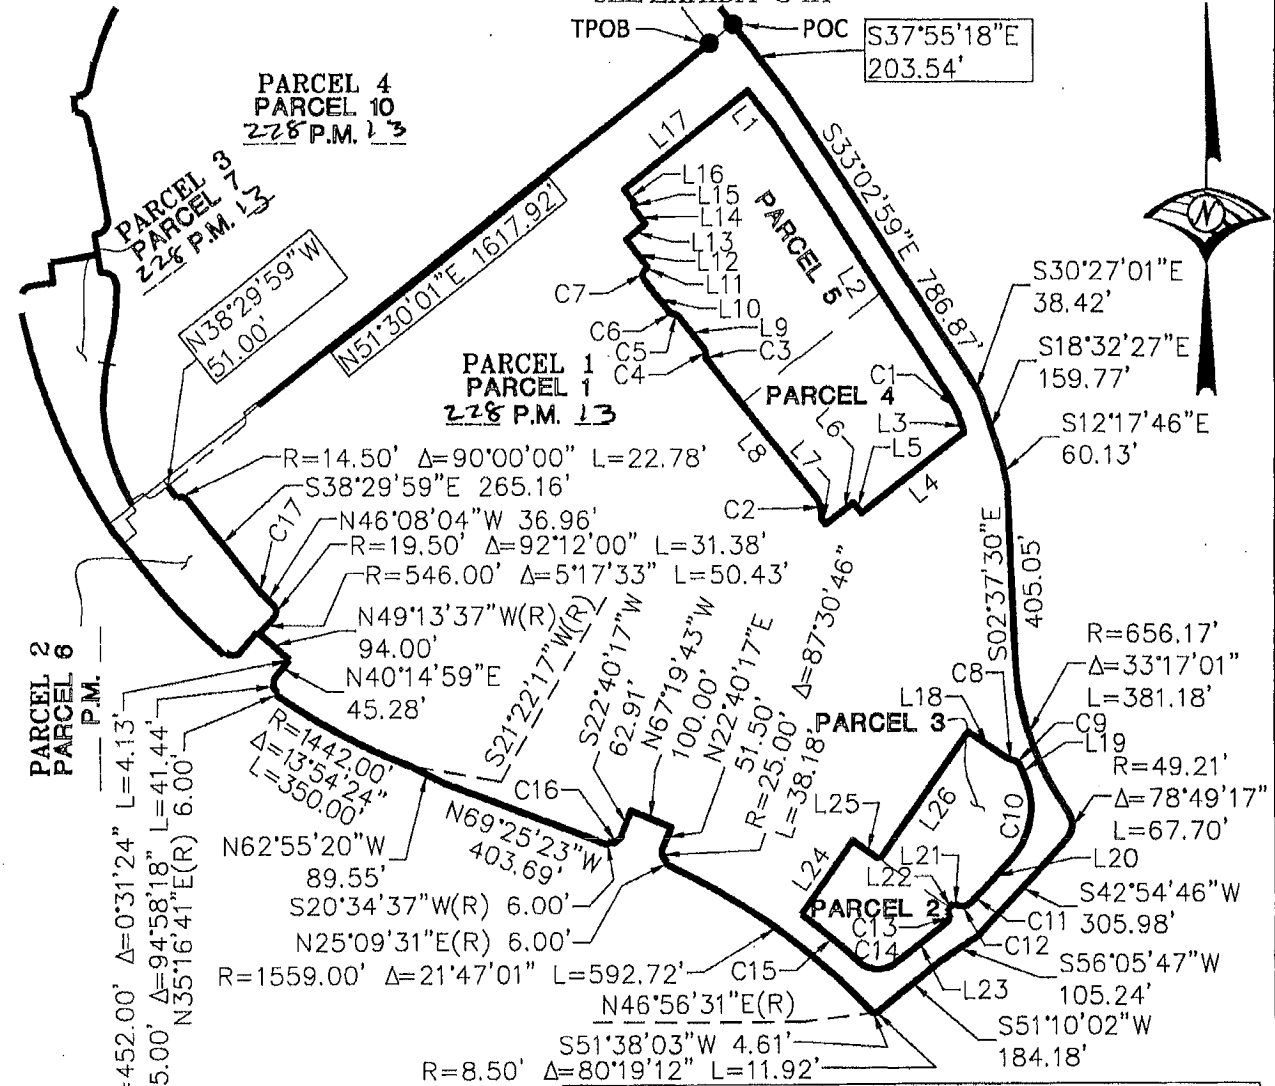 TPOB
POC
S37°55'18"E
203.54'
PARCEL 4
PARCEL 10
228 P.M. 13
PARCEL 3
PARCEL 7
228 P.M. 13
N38°29'59"W
51.00'
N51°30'01"E 1617.92'
L17
L1
L16
L15
L14
L13
L12
L11
L10
L9
C7
C6
C5
C4
C3
PARCEL 5
L2
S33°02'59"E 786.87'
N
S30°27'01"E
38.42'
S18°32'27"E
159.77'
S12°17'46"E
60.13'
PARCEL 1
PARCEL 1
228 P.M. 13
PARCEL 4
C1
L3
L6
L5
L4
L7
L8
C2
R=14.50' Δ=90°00'00" L=22.78'
S38°29'59"E 265.16'
C17
N46°08'04"W 36.96'
R=19.50' Δ=92°12'00" L=31.38'
R=546.00' Δ=5°17'33" L=50.43'
N49°13'37"W(R)
94.00'
N40°14'59"E
45.28'
PARCEL 2
PARCEL 6
P.M.
=452.00' Δ=0°31'24" L=4.13'
5.00' Δ=94°58'18" L=41.44'
N35°16'41"E(R) 6.00'
R=1442.00'
Δ=13°54'24"
L=350.00'
S21°22'17"W(R)
S22°40'17"W
62.91'
N67°19'43"W
100.00'
N22°40'17"E
51.50'
R=25.00' Δ=87°30'46"
L=38.18'
S02°37'30"E
405.05'
R=656.17'
Δ=33°17'01"
L=381.18'
C8
L18
PARCEL 3
C9
L19
R=49.21'
Δ=78°49'17"
L=67.70'
C16
N62°55'20"W
89.55'
N69°25'23"W
403.69'
S20°34'37"W(R) 6.00'
N25°09'31"E(R) 6.00'
R=1559.00' Δ=21°47'01" L=592.72'
L25
L26
C10
L24
L21
L22
L20
PARCEL 2
C13
C14
C15
C11
C12
L23
S42°54'46"W
305.98'
S56°05'47"W
105.24'
S51°10'02"W
184.18'
N46°56'31"E(R)
S51°38'03"W 4.61'
R=8.50' Δ=80°19'12" L=11.92'